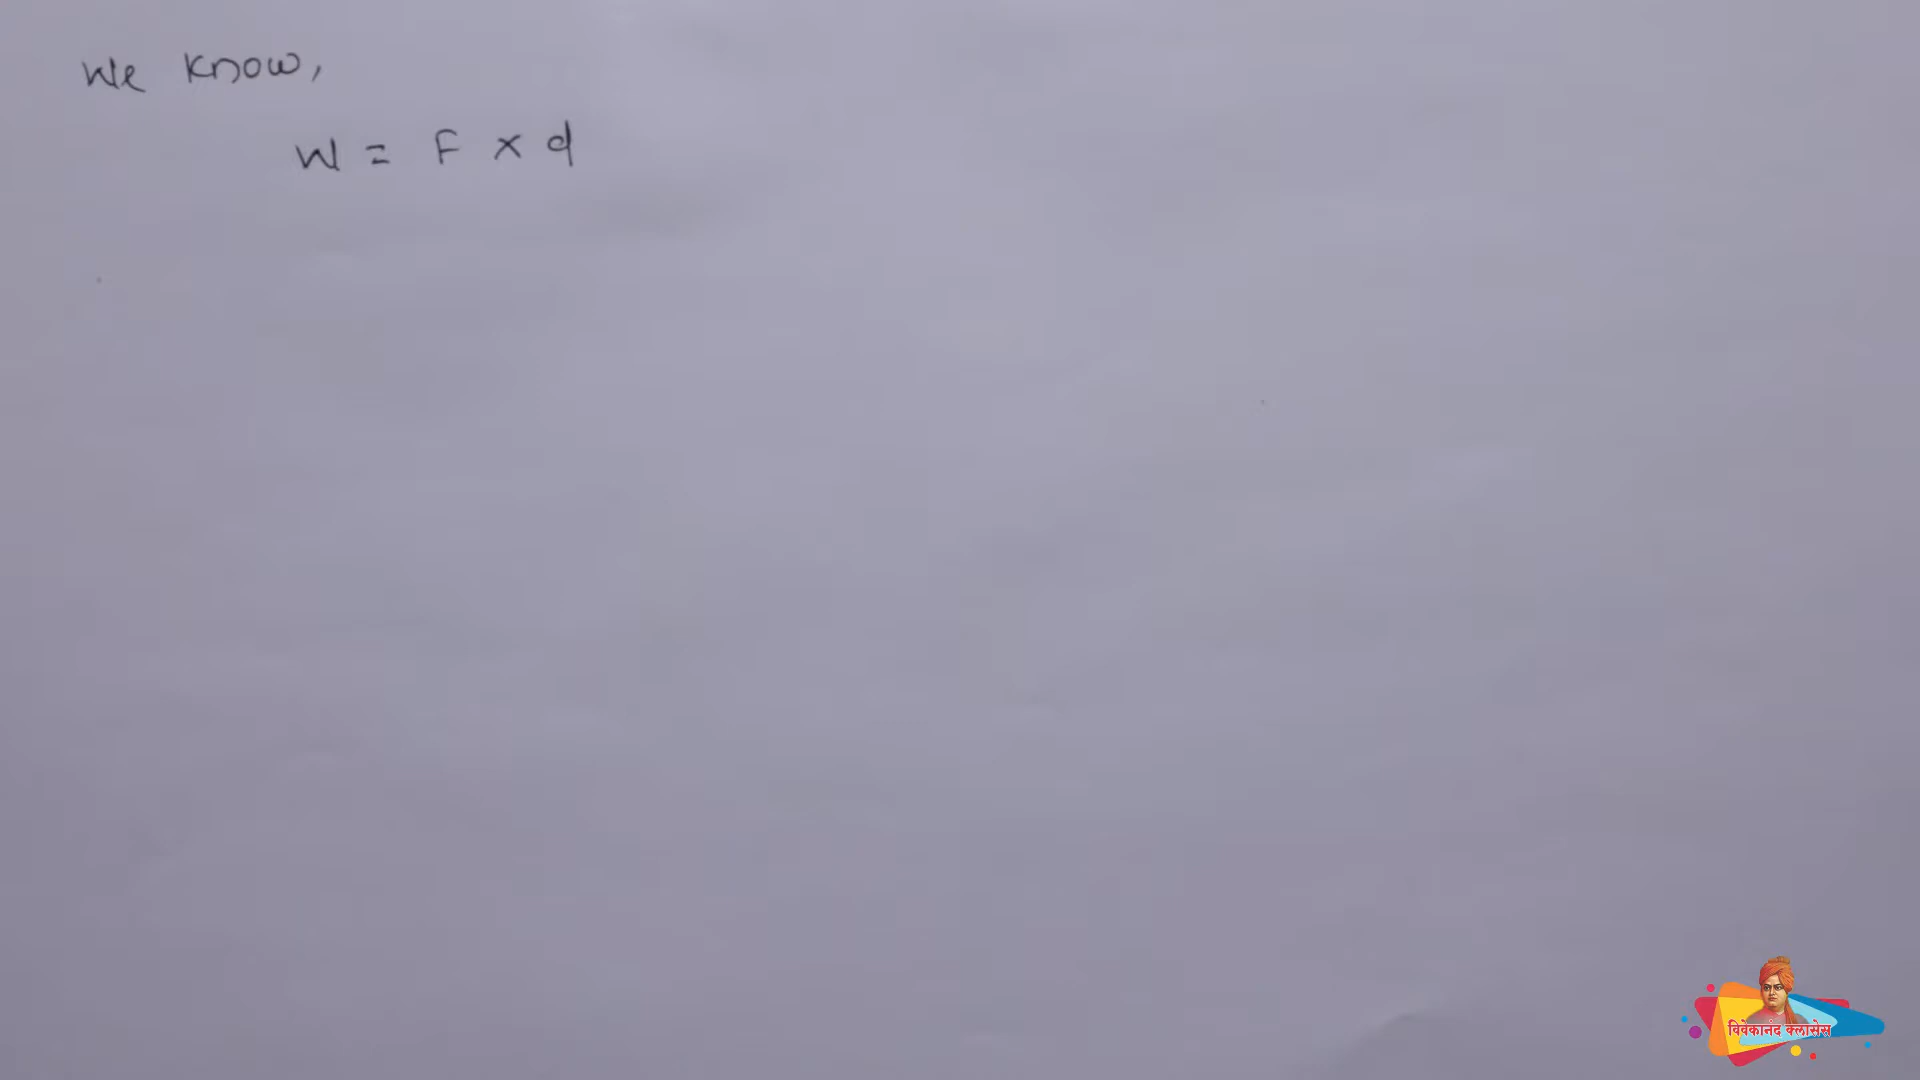 We know,
W = F × d
विवेकानंद क्लासेस